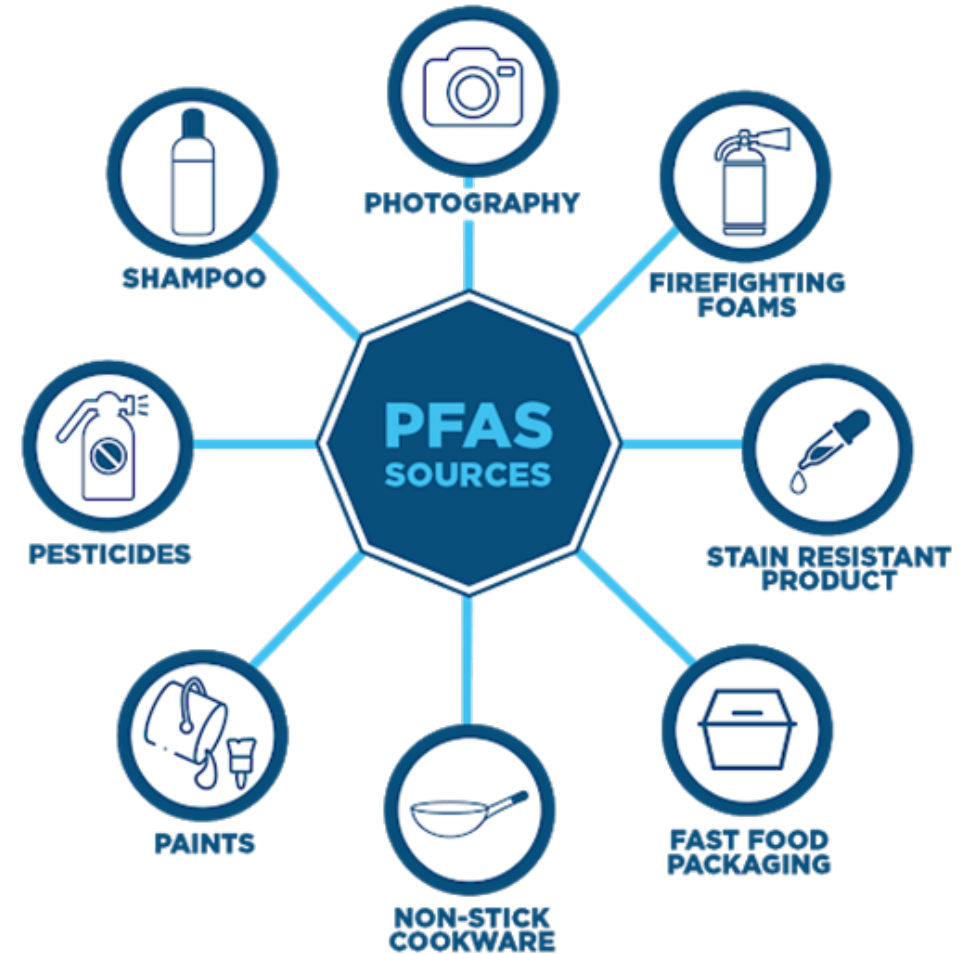 PHOTOGRAPHY
SHAMPOO
FIREFIGHTING
FOAMS
PFAS
SOURCES
PESTICIDES
STAIN RESISTANT
PRODUCT
PAINTS
FAST FOOD
PACKAGING
NON-STICK
COOKWARE